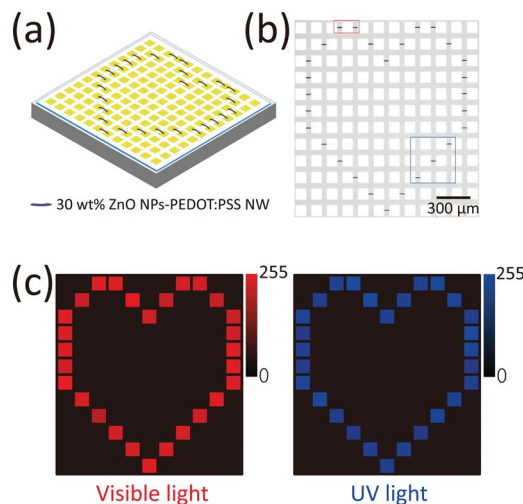 (a)
(b)
30 wt% ZnO NPs-PEDOT:PSS NW
300 μm
(c)
255
0
255
0
Visible light
UV light